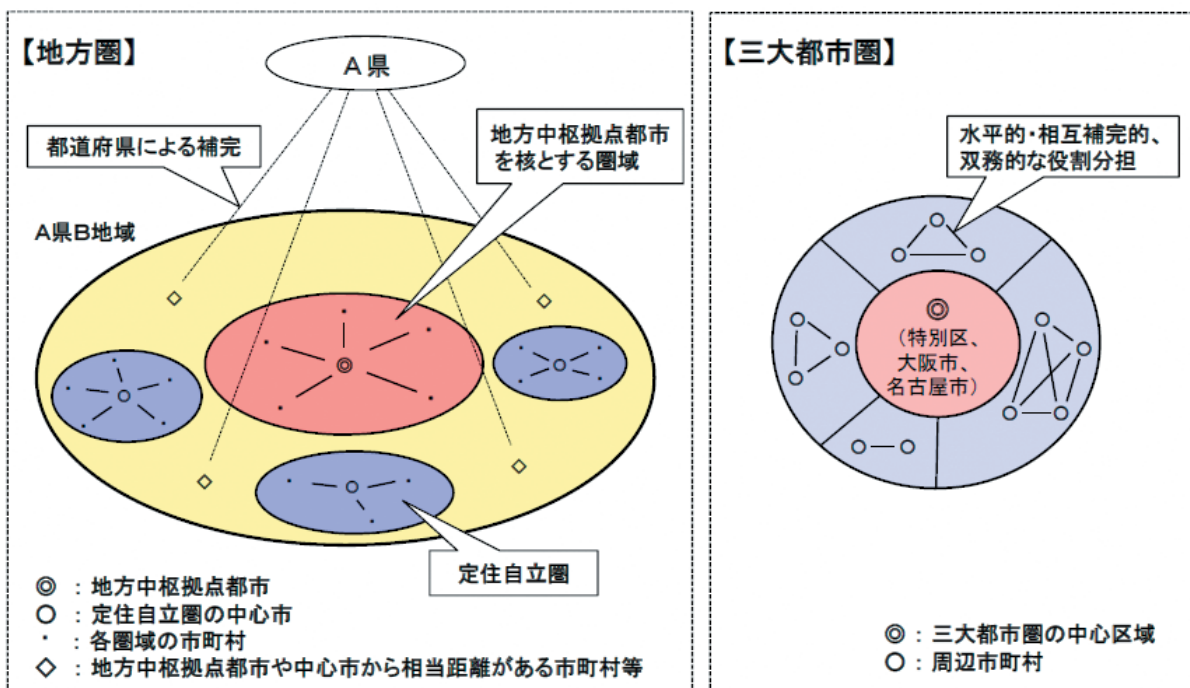 【地方圏】
A県
都道府県による補完
地方中枢拠点都市
を核とする圏域
A県B地域
定住自立圏
◎ ：地方中枢拠点都市
○ ：定住自立圏の中心市
・ ：各圏域の市町村
◇ ：地方中枢拠点都市や中心市から相当距離がある市町村等
【三大都市圏】
水平的・相互補完的、
双務的な役割分担
（特別区、
大阪市、
名古屋市）
◎ ：三大都市圏の中心区域
○ ：周辺市町村